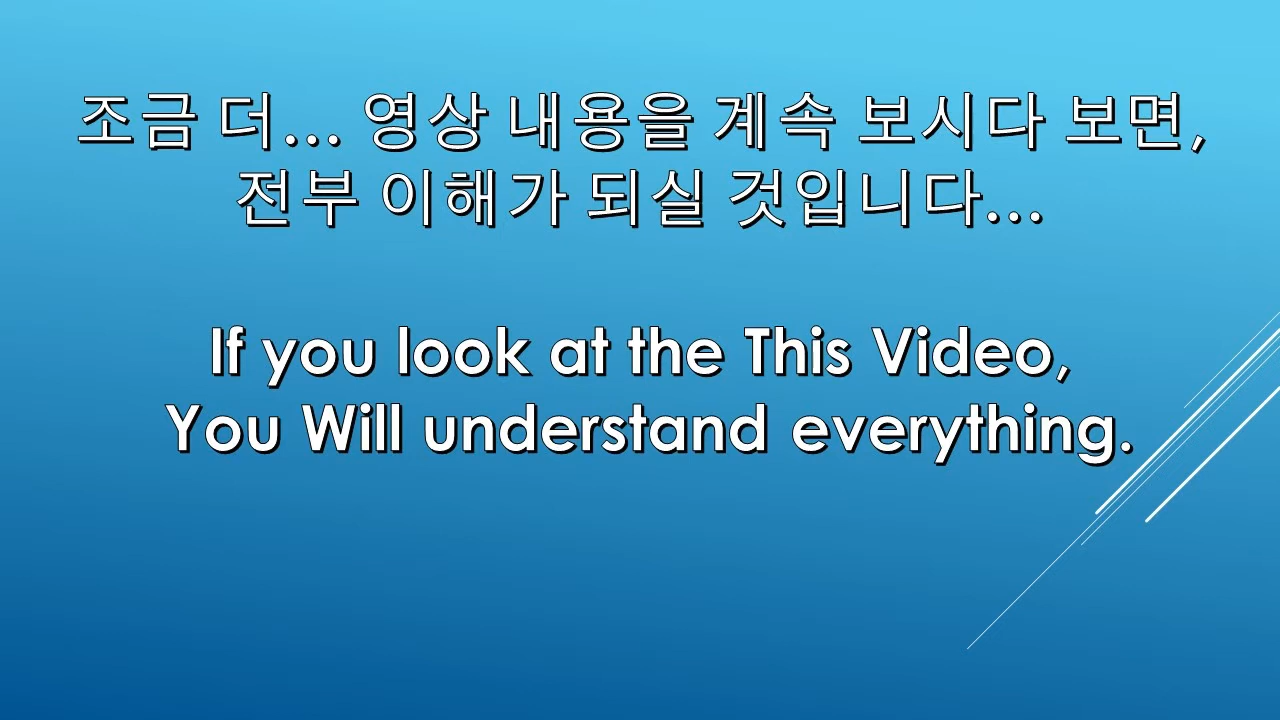 조금 더... 영상 내용을 계속 보시다 보면,
전부 이해가 되실 것입니다...
If you look at the This Video,
You Will understand everything.